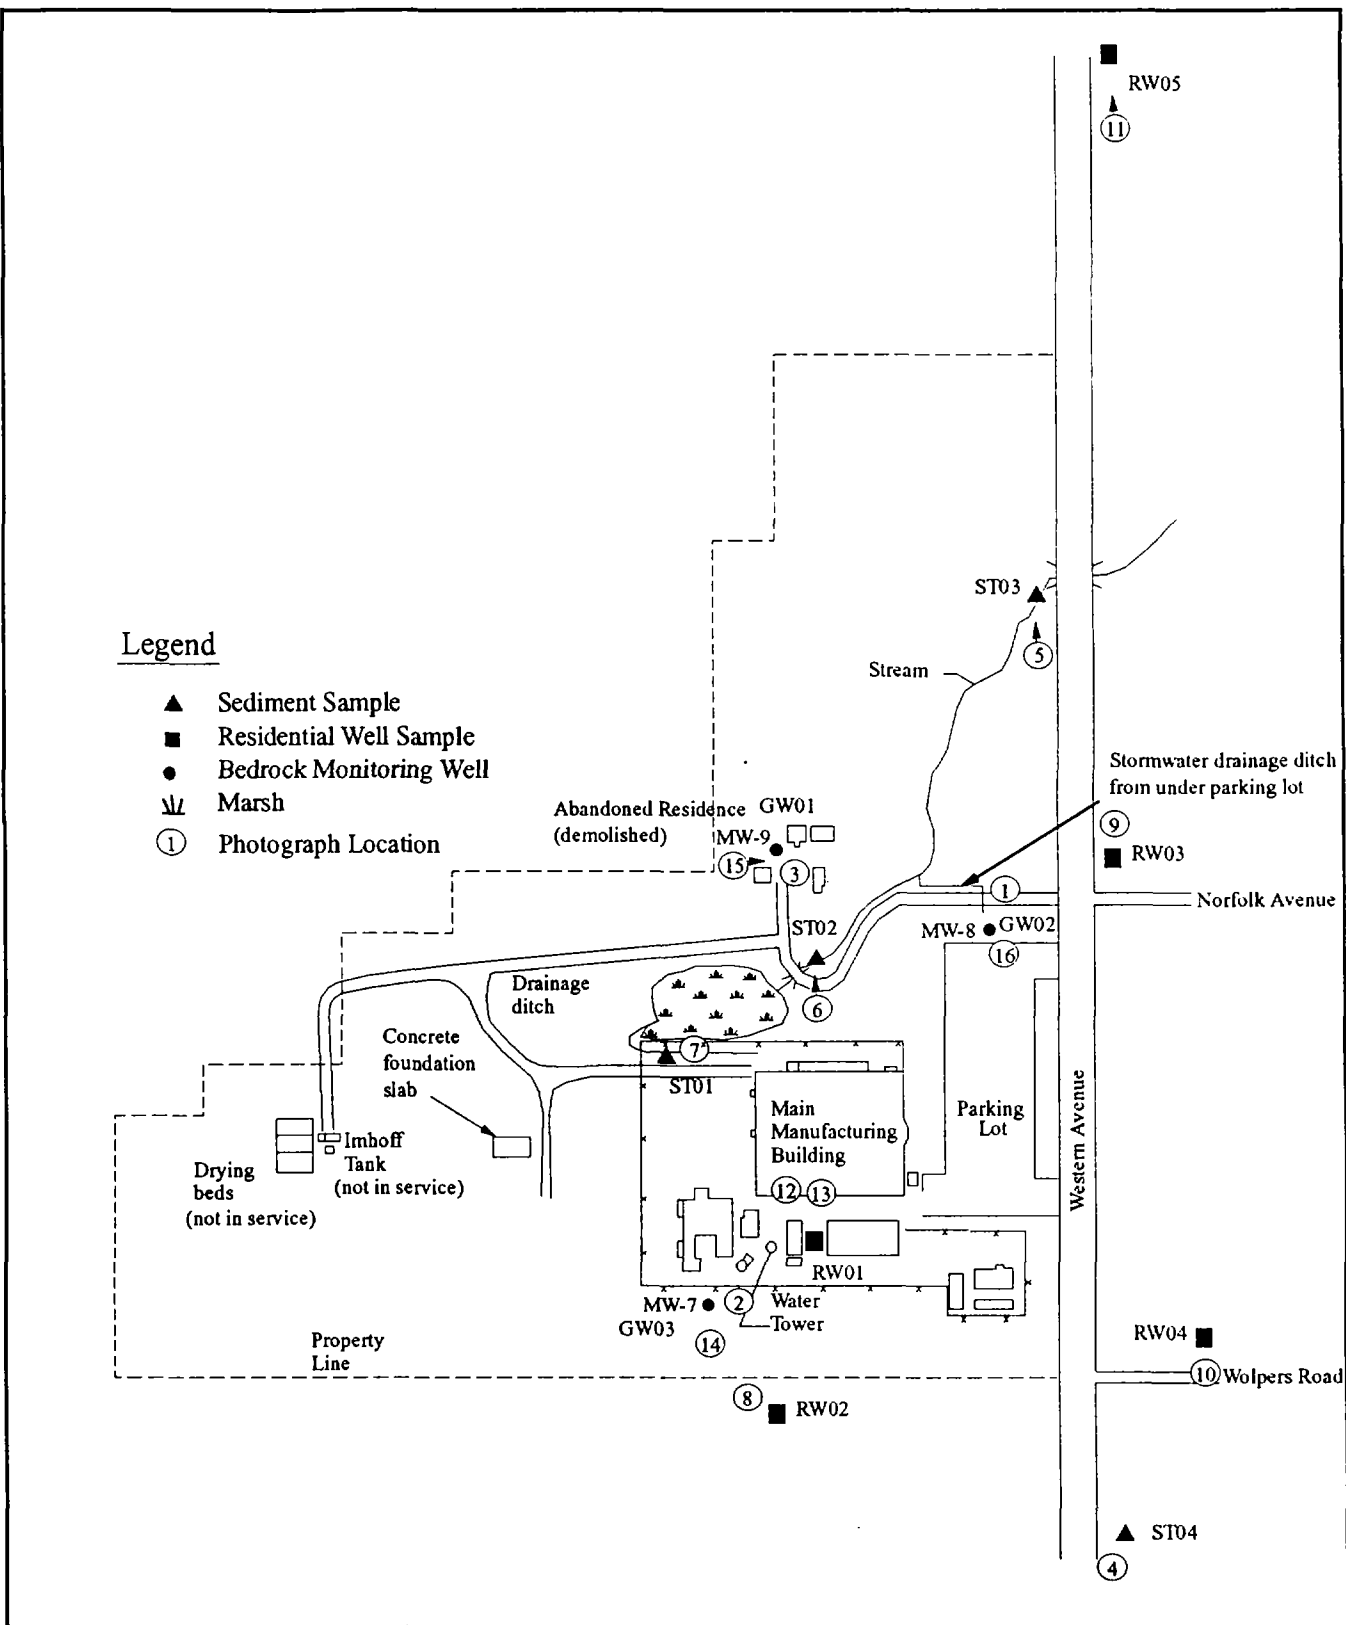 RW05
11
ST03
5
Stream
Legend
Sediment Sample
Residential Well Sample
Bedrock Monitoring Well
Marsh
1 Photograph Location
Stormwater drainage ditch
from under parking lot
9
RW03
Abandoned Residence
(demolished)
GW01
MW-9
15
3
1
Norfolk Avenue
ST02
MW-8
GW02
16
Drainage
ditch
6
Concrete
foundation
slab
7
ST01
Main
Manufacturing
Building
Parking
Lot
Western Avenue
Imhoff
Tank
(not in service)
Drying
beds
(not in service)
12
13
RW01
MW-7
GW03
2
Water
Tower
14
Property
Line
RW04
10
Wolpers Road
8
RW02
ST04
4